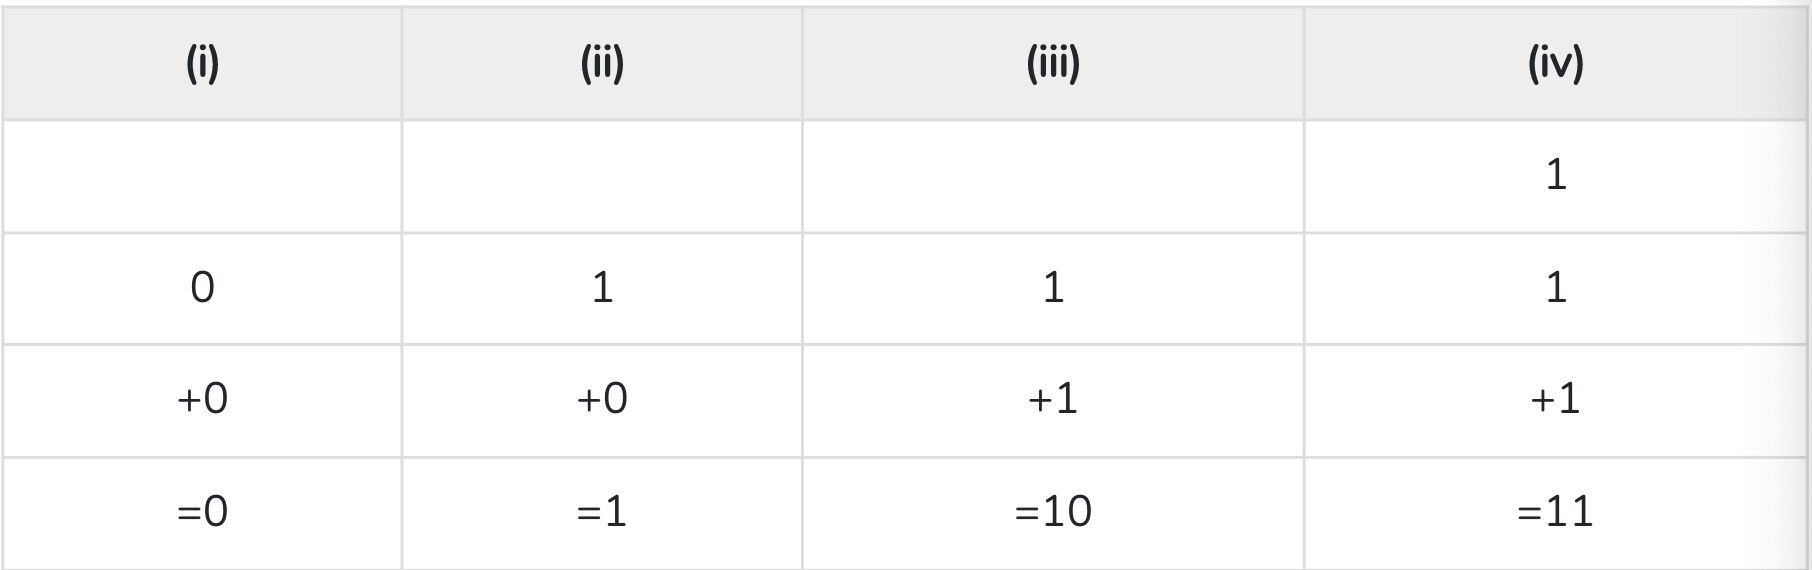 (i) (ii) (iii) (iv)
1
0 1 1 1
+0 +0 +1 +1
=0 =1 =10 =11